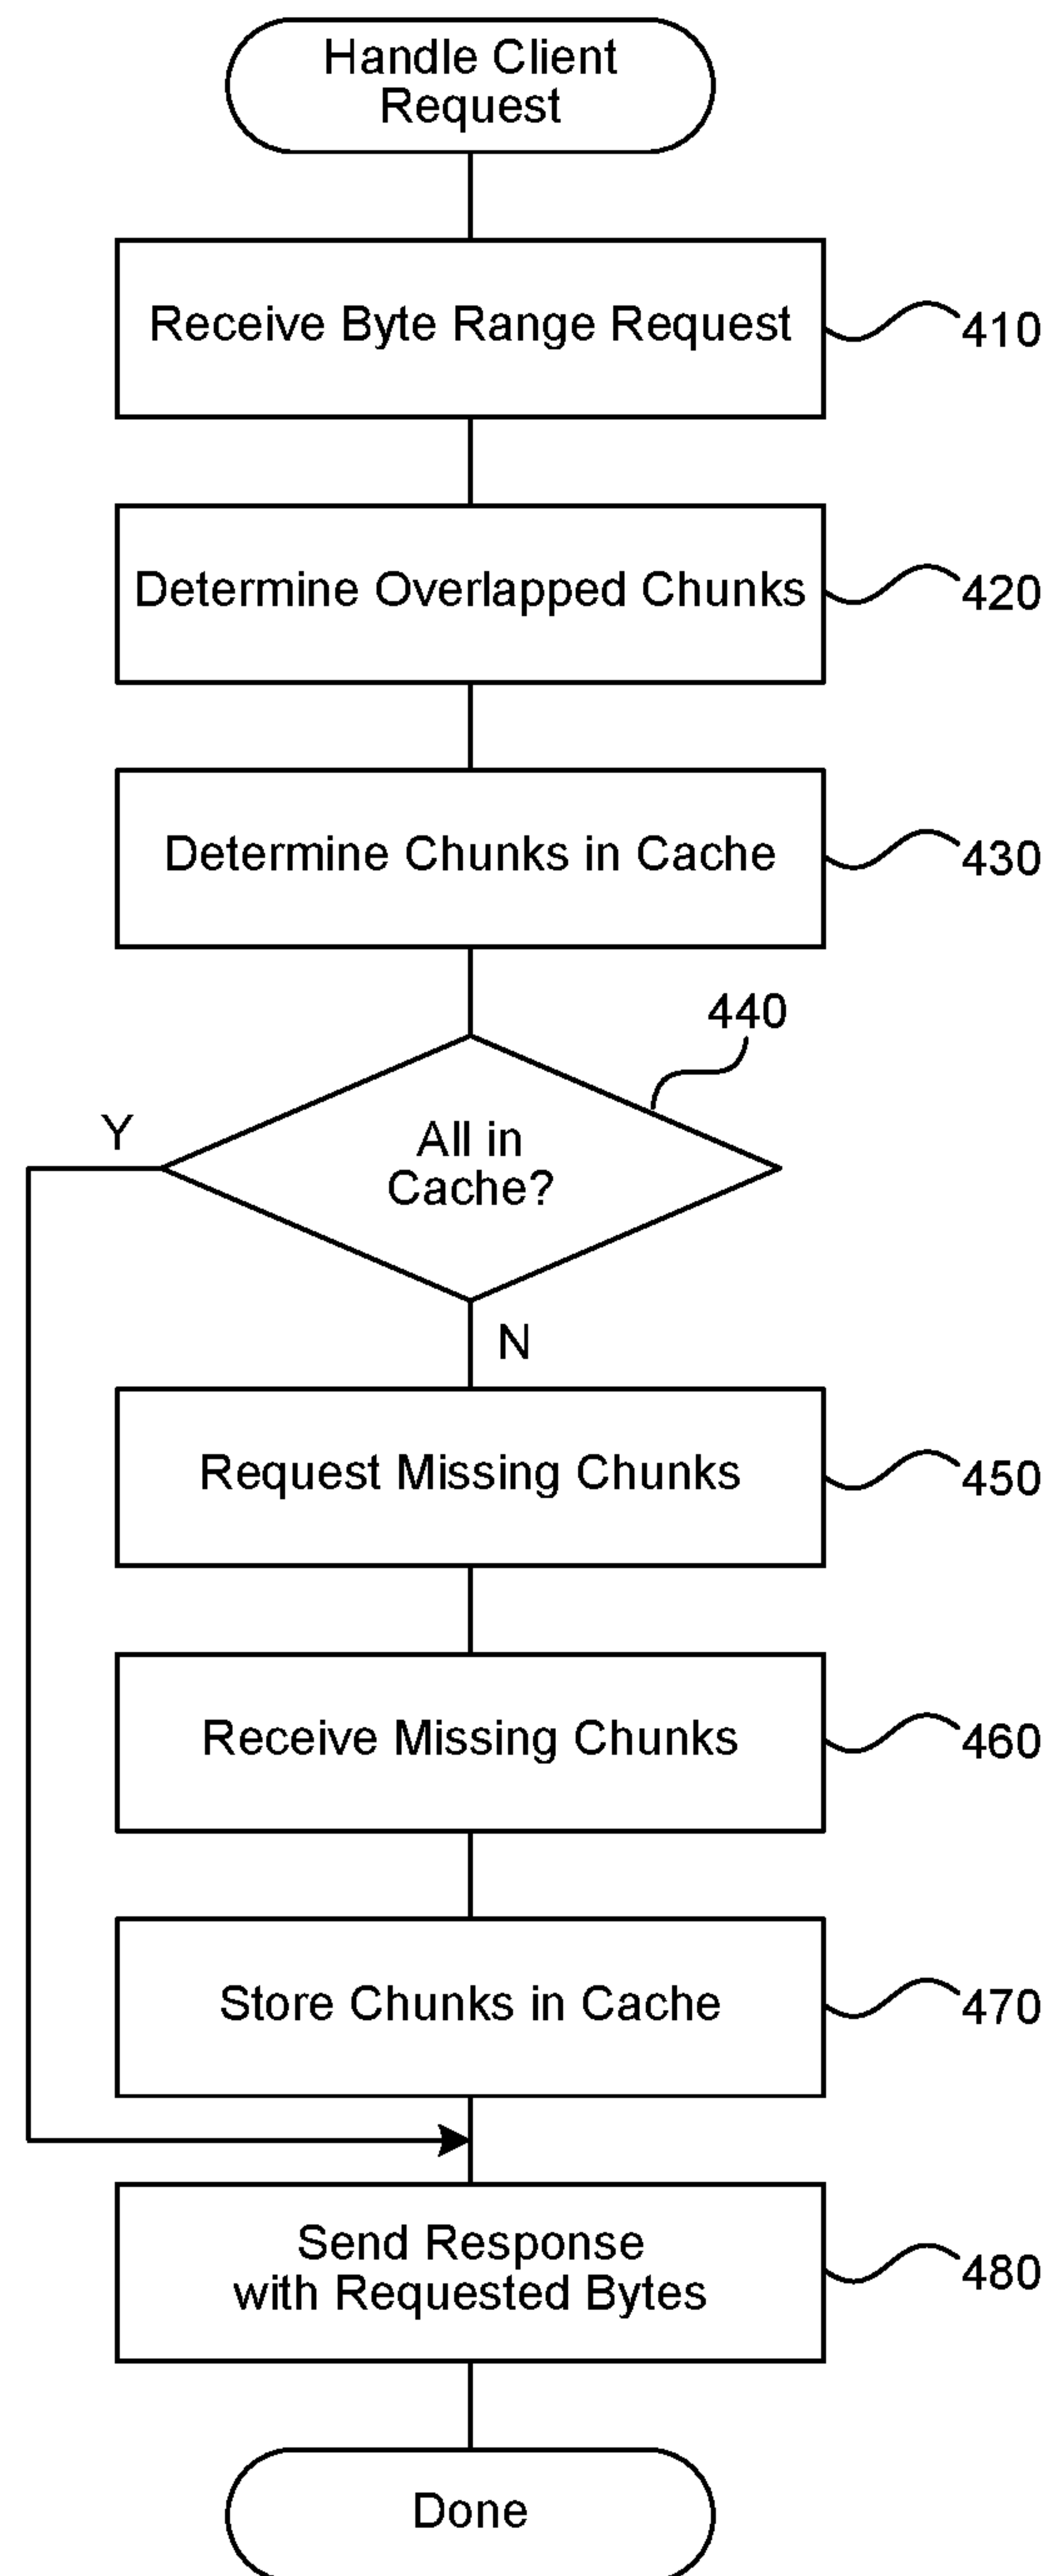 Handle Client
Request
Receive Byte Range Request
410
Determine Overlapped Chunks
420
Determine Chunks in Cache
430
440
Y
All in
Cache?
N
Request Missing Chunks
450
Receive Missing Chunks
460
Store Chunks in Cache
470
Send Response
with Requested Bytes
480
Done